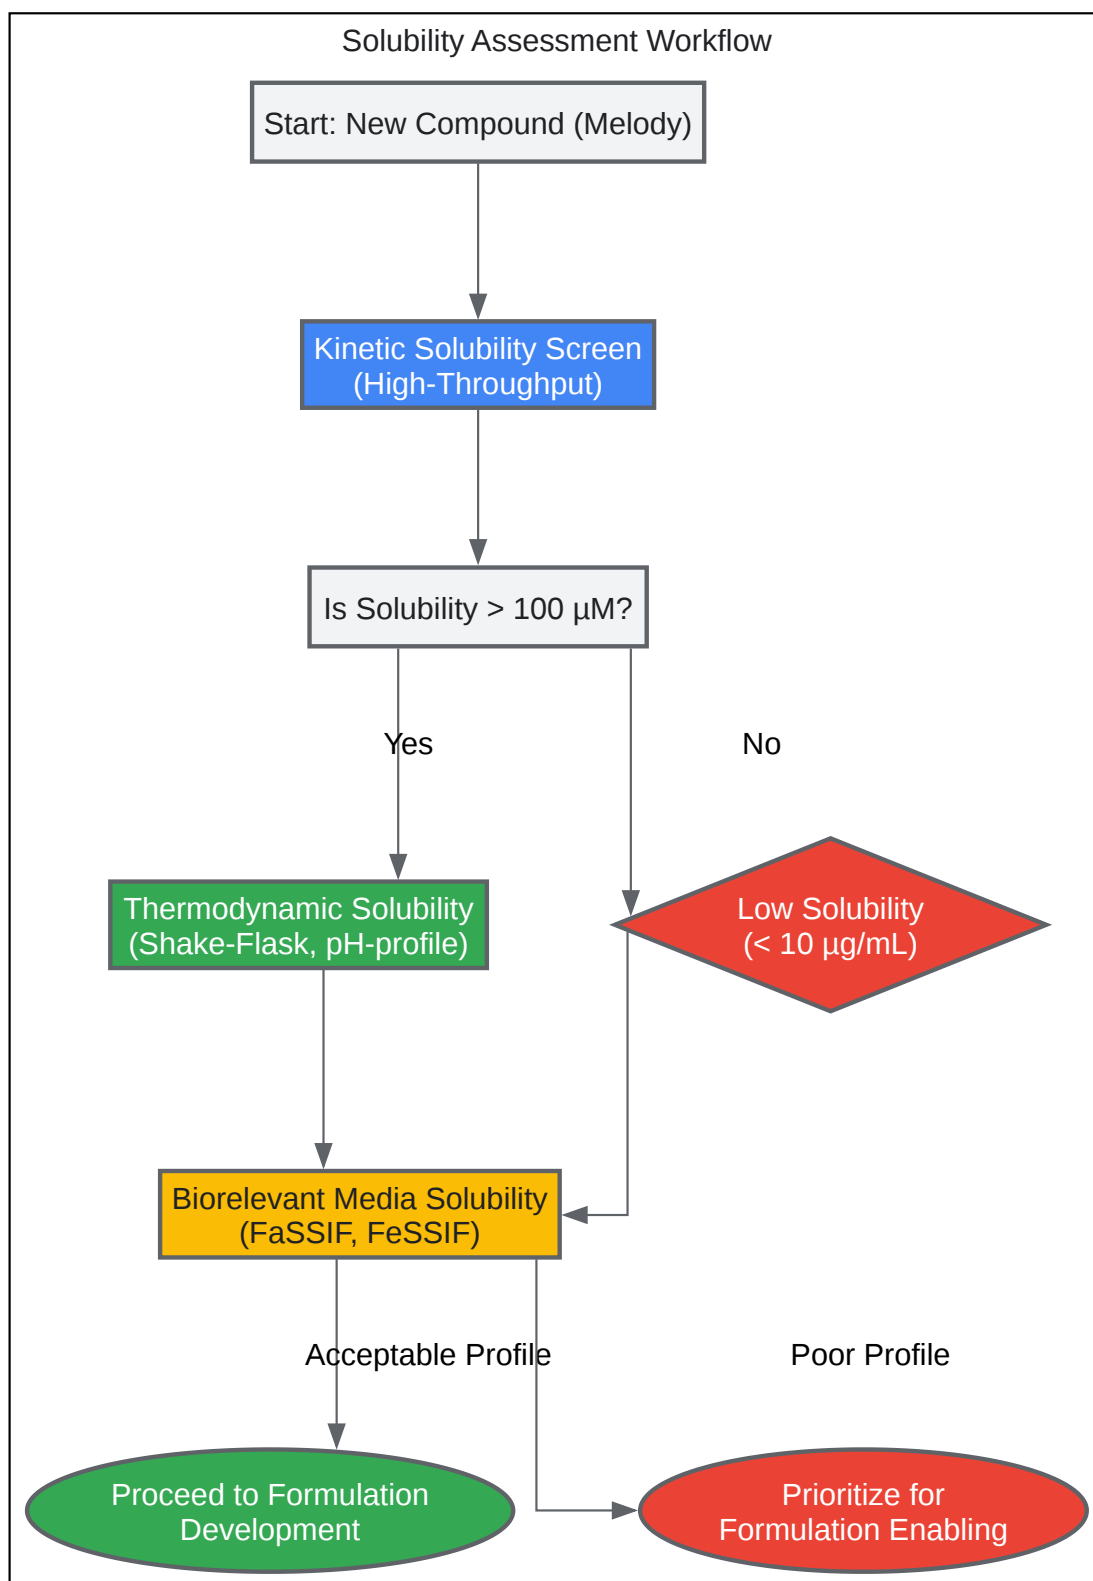 Solubility Assessment Workflow
Start: New Compound (Melody)
Kinetic Solubility Screen
(High-Throughput)
Is Solubility > 100 µM?
Yes
No
Thermodynamic Solubility
(Shake-Flask, pH-profile)
Low Solubility
(< 10 µg/mL)
Biorelevant Media Solubility
(FaSSIF, FeSSIF)
Acceptable Profile
Poor Profile
Proceed to Formulation
Development
Prioritize for
Formulation Enabling